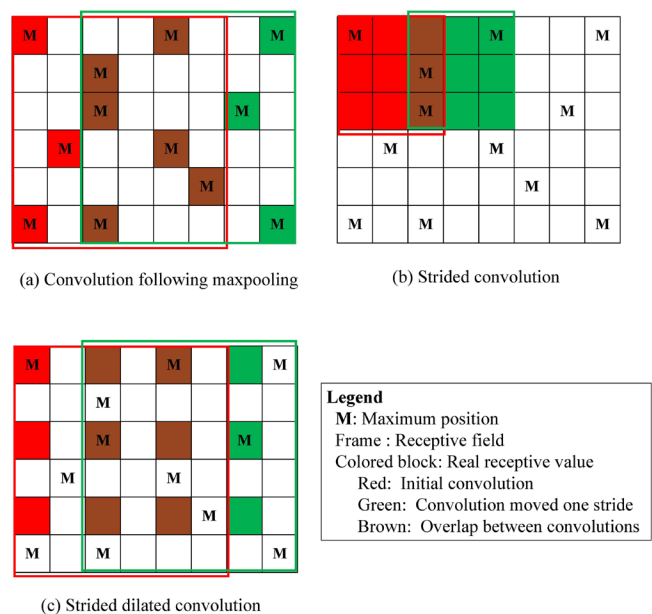 M M M
M
M M
M M
M
M M M
(a) Convolution following maxpooling
M M M
M
M M
M M
M
M M M
(b) Strided convolution
M M M
M
M M
M M
M
M M M
(c) Strided dilated convolution
Legend
M: Maximum position
Frame : Receptive field
Colored block: Real receptive value
Red: Initial convolution
Green: Convolution moved one stride
Brown: Overlap between convolutions